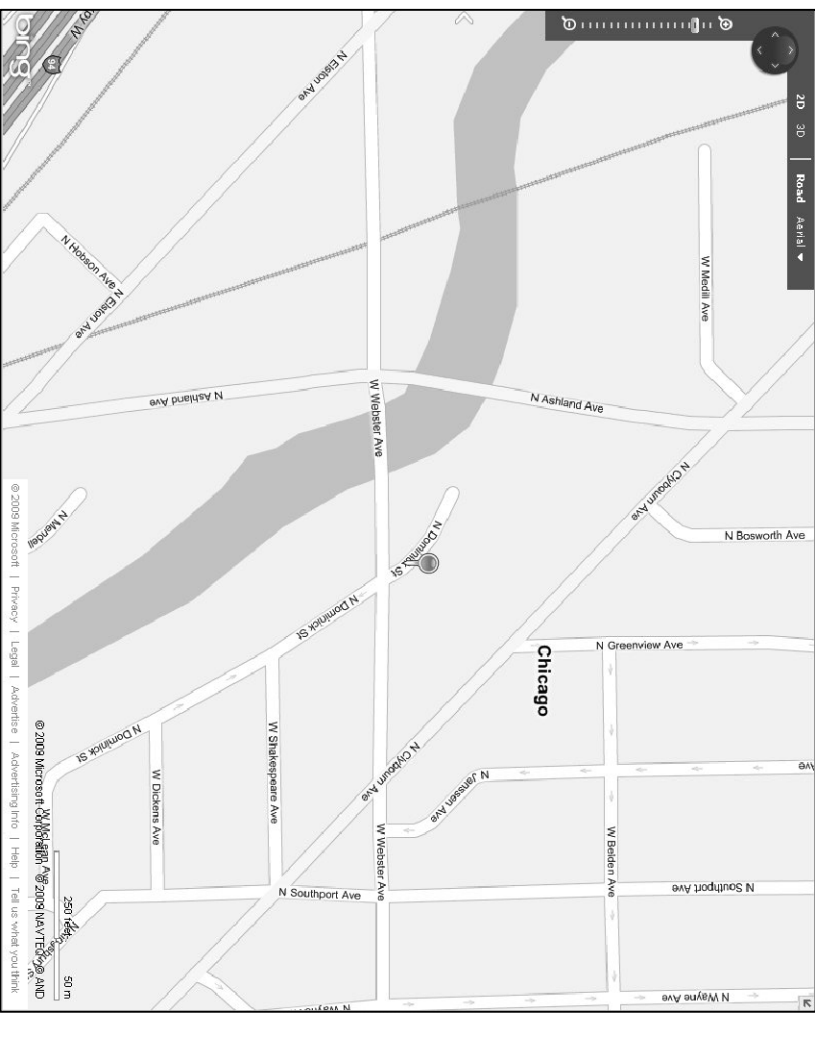 2D 3D | Road Aerial ▼
W Medill Ave
N Bosworth Ave
N Greenview Ave
Ave
N Southport Ave
N Wayne Ave
W Belden Ave
N Ashland Ave
N Clybourn Ave
Chicago
N Janssen Ave
N Clybourn Ave
N Elston Ave
W Webster Ave
N Dominick St
W Webster Ave
N Southport Ave
N Ashland Ave
N Dominick St
W Shakespeare Ave
N Hobson Ave
N Elston Ave
W Dickens Ave
N Dominick St
N Mendell
94
bing
250 feet
50 m
W McLean Ave
© 2009 Microsoft Corporation © 2009 NAVTEQ © AND
© 2009 Microsoft | Privacy | Legal | Advertise | Advertising Info | Help | Tell us what you think